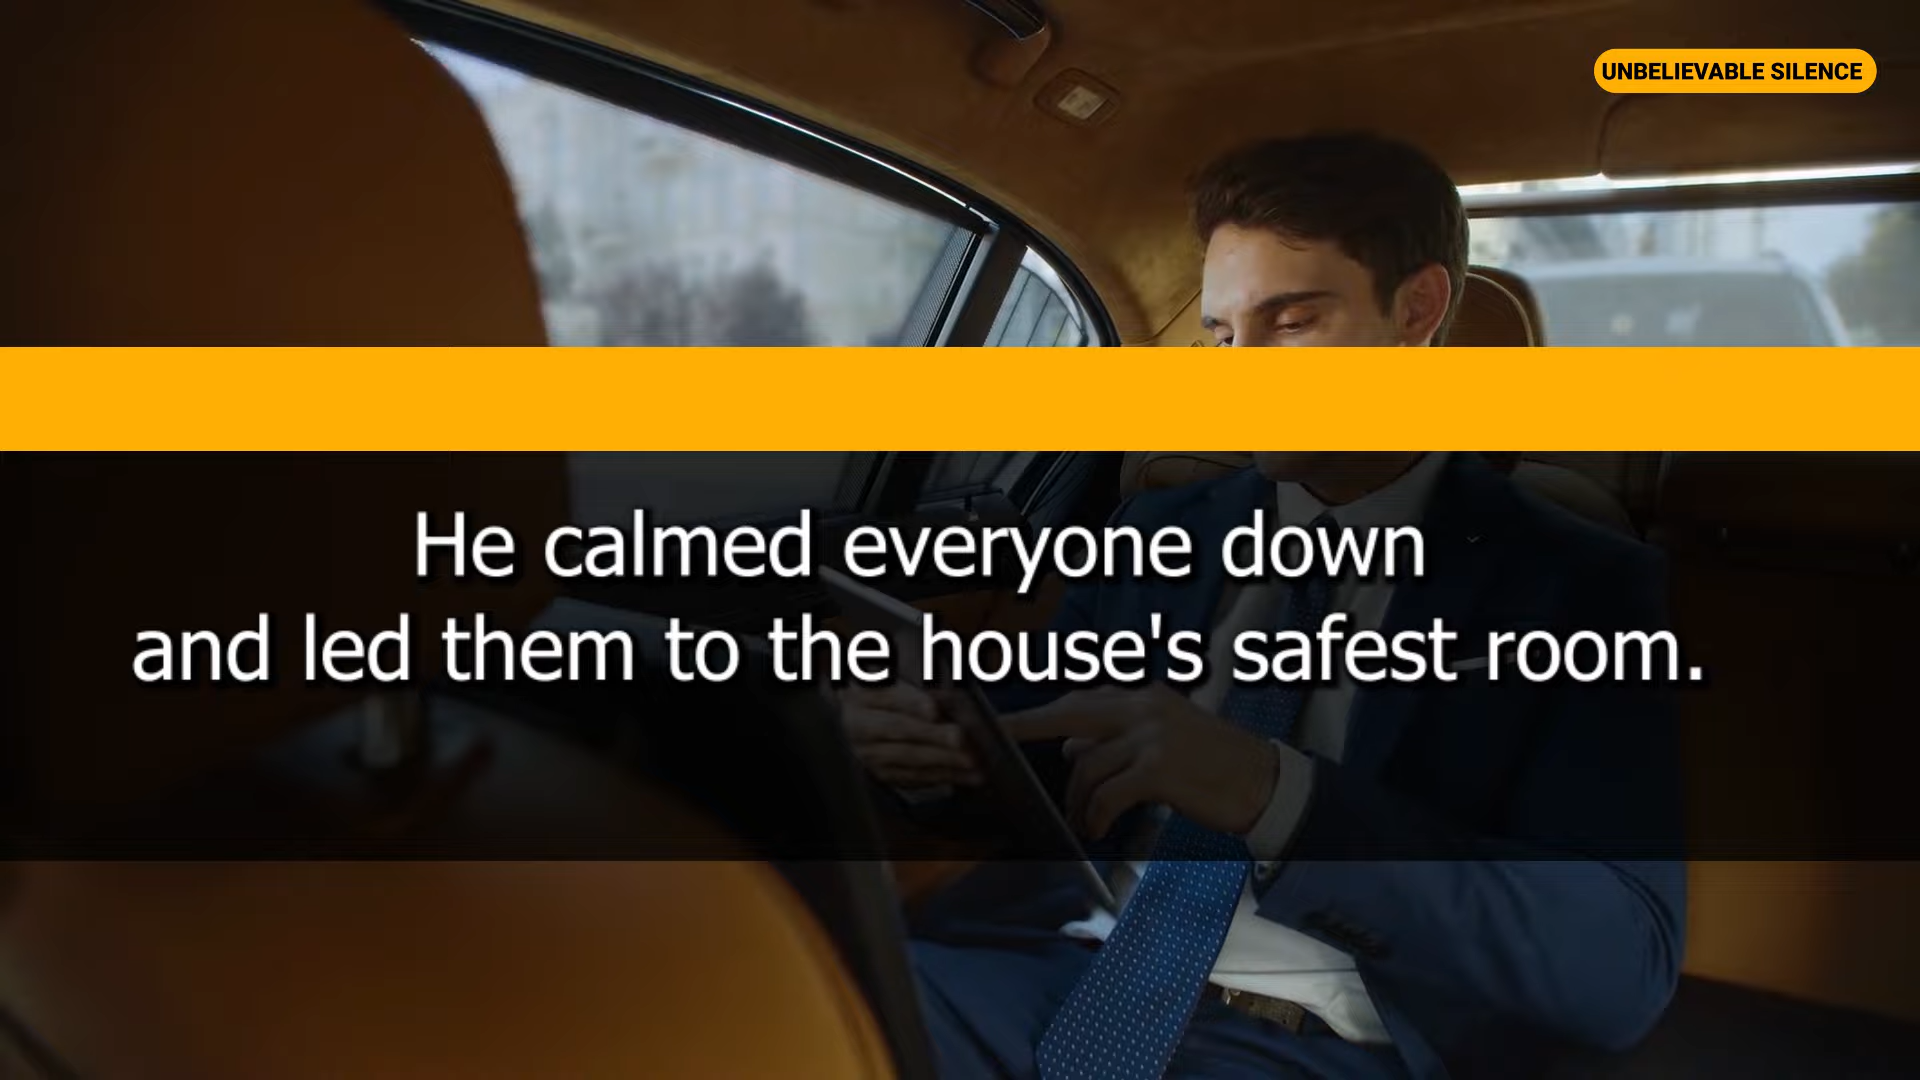 UNBELIEVABLE SILENCE
He calmed everyone down
and led them to the house's safest room.